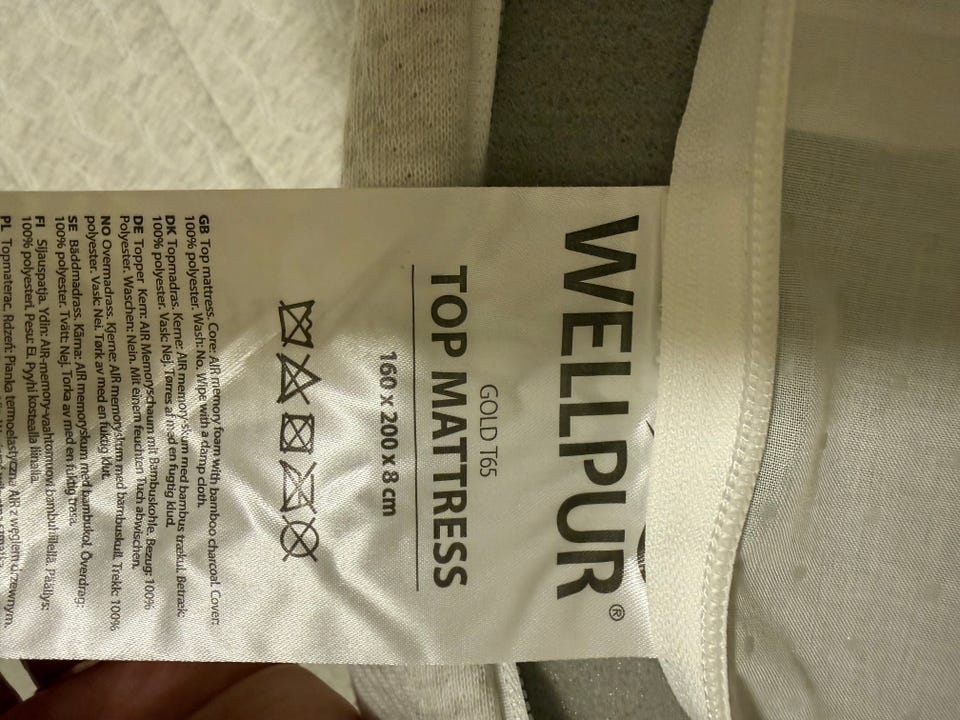 WELLPUR®
GOLD T65
TOP MATTRESS
160 x 200 x 8 cm
GB Top mattress. Core: AIR memory foam with bamboo charcoal. Cover:
100% polyester. Wash: No. Wipe with a damp cloth.
DK Topmadras. Kerne: AIR memory-skum med bambus trækul. Betræk:
100% polyester. Vask: Nej. Tørres af med en fugtig klud.
DE Topper Kern: AIR Memoryschaum mit Bambuskohle. Bezug: 100%
Polyester. Waschen: Nein. Mit einem feuchten Tuch abwischen.
NO Overmadrass. Kjerne: AIR memory-skum med bambuskull. Trekk: 100%
polyester. Vask: Nei. Tørk av med en fuktig klut.
SE Bäddmadrass. Kärna: AIR memoryskum med bambukol. Överdrag:
100% polyester. Tvätt: Nej. Torka av med en fuktig trasa.
FI Sijauspatja. Ydin: AIR-memory-vaahtomuovi bambuhiilellä. Päällys:
100% polyesteri. Pesu: Ei. Pyyhi kostealla liinalla.
PL Topmaterac. Rdzeń: Pianka termoelastyczna AIR z węglem drzewnym.